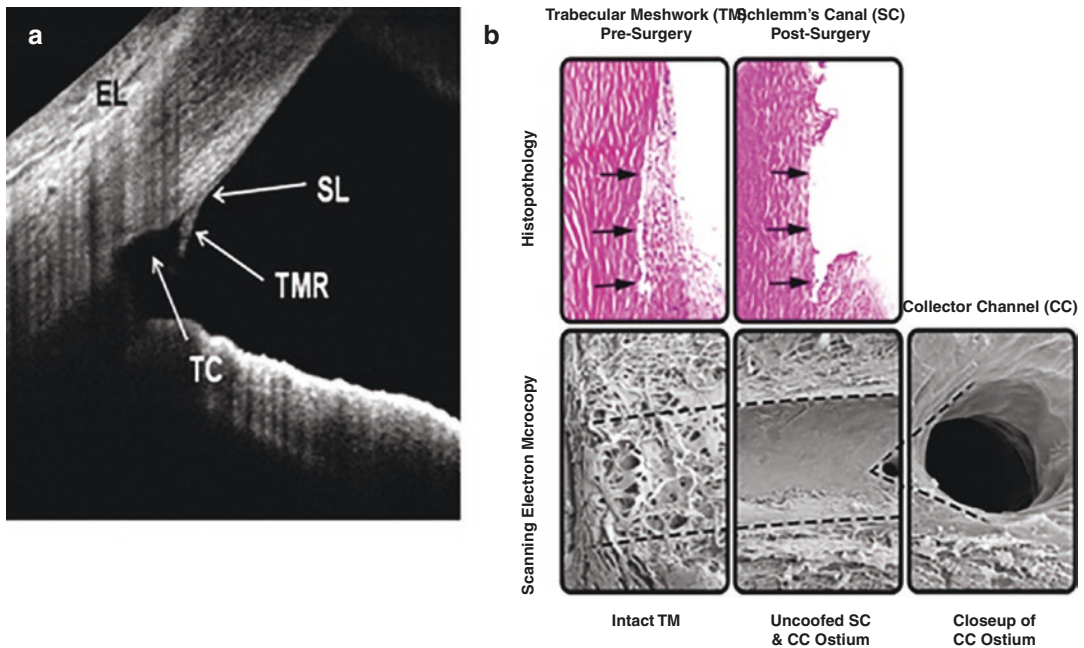 a
EL
SL
TMR
TC
b
Trabecular Meshwork (TM)
Pre-Surgery
Schlemm's Canal (SC)
Post-Surgery
Histopothology
Collector Channel (CC)
Scanning Electron Mcrocopy
Intact TM
Uncoofed SC
& CC Ostium
Closeup of
CC Ostium